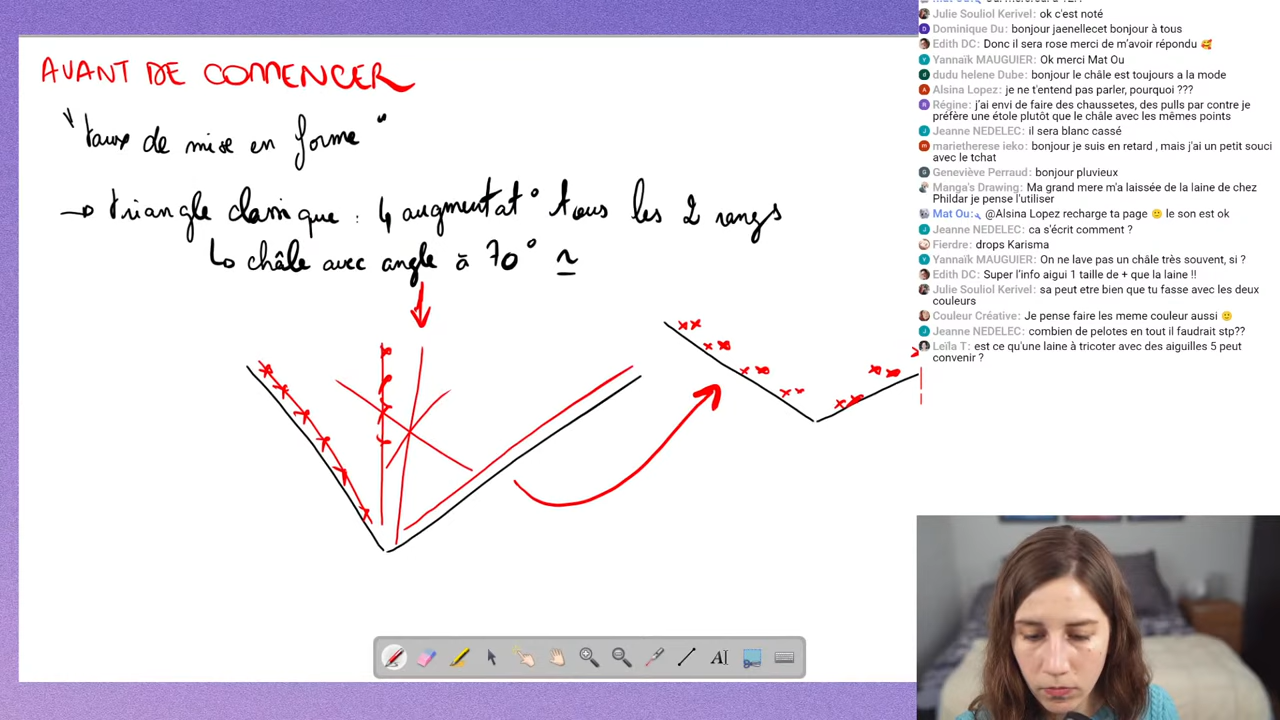 AVANT DE COMENCER
"taux de mise en forme"
→ triangle classique : 4 augmentat° tous les 2 rangs
↳ châle avec angle à 70° ~
Julie Souliol Kerivel: ok c'est noté
Dominique Du: bonjour jaenellecet bonjour à tous
Edith DC: Donc il sera rose merci de m'avoir répondu 🥰
Yannaïk MAUGUIER: Ok merci Mat Ou
dudu helene Dube: bonjour le châle est toujours a la mode
Alsina Lopez: je ne t'entend pas parler, pourquoi ???
Régine: j'ai envi de faire des chaussetes, des pulls par contre je
préfère une étole plutôt que le châle avec les mêmes points
Jeanne NEDELEC: il sera blanc cassé
marietherese ieko: bonjour je suis en retard , mais j'ai un petit souci
avec le tchat
Geneviève Perraud: bonjour pluvieux
Manga's Drawing: Ma grand mere m'a laissée de la laine de chez
Phildar je pense l'utiliser
Mat Ou: @Alsina Lopez recharge ta page 🙂 le son est ok
Jeanne NEDELEC: ca s'écrit comment ?
Fierdre: drops Karisma
Yannaïk MAUGUIER: On ne lave pas un châle très souvent, si ?
Edith DC: Super l'info aigui 1 taille de + que la laine !!
Julie Souliol Kerivel: sa peut etre bien que tu fasse avec les deux
couleurs
Couleur Créative: Je pense faire les meme couleur aussi 🙂
Jeanne NEDELEC: combien de pelotes en tout il faudrait stp??
Leïla T: est ce qu'une laine à tricoter avec des aiguilles 5 peut
convenir ?
AI